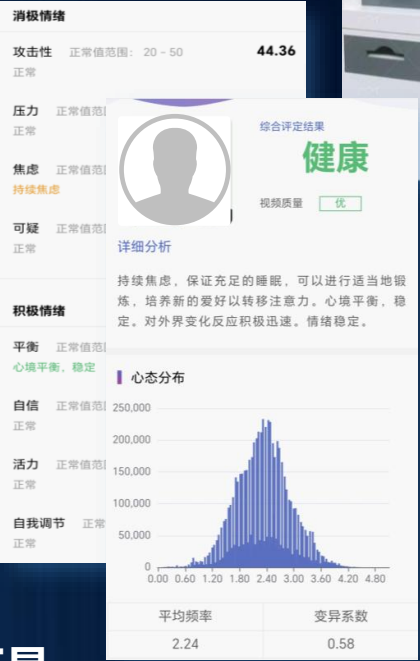 消极情绪
攻击性 正常值范围： 20 - 50 44.36
正常
压力 正常值范
正常
焦虑 正常值范
持续焦虑
可疑 正常值范
正常
积极情绪
平衡 正常值范
心境平衡，稳定
自信 正常值范
正常
活力 正常值范
正常
自我调节 正常
正常
综合评定结果
健康
视频质量 优
详细分析
持续焦虑，保证充足的睡眠，可以进行适当地锻
炼，培养新的爱好以转移注意力。心境平衡，稳
定。对外界变化反应积极迅速。情绪稳定。
心态分布
250,000
200,000
150,000
100,000
50,000
0
0.00 0.60 1.20 1.80 2.40 3.00 3.60 4.20 4.80
平均频率 变异系数
2.24 0.58